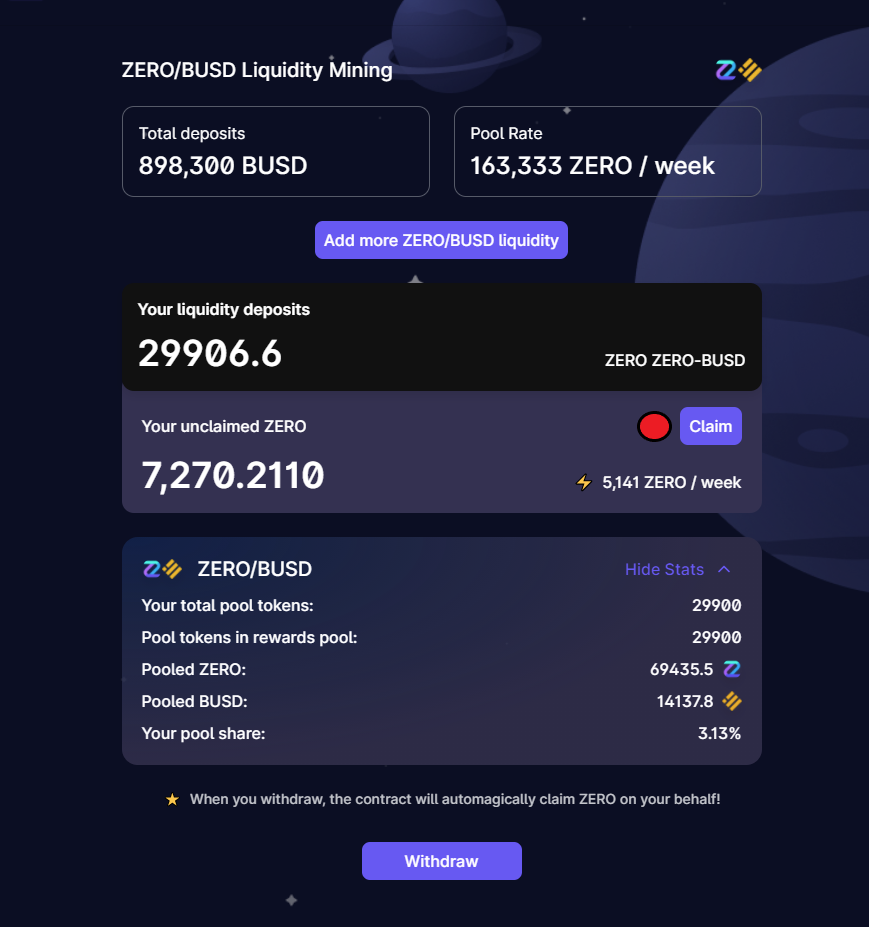 ZERO/BUSD Liquidity Mining
Total deposits
898,300 BUSD
Pool Rate
163,333 ZERO / week
Add more ZERO/BUSD liquidity
Your liquidity deposits
29906.6
ZERO ZERO-BUSD
Your unclaimed ZERO
Claim
7,270.2110
5,141 ZERO / week
ZERO/BUSD
Hide Stats
Your total pool tokens:
29900
Pool tokens in rewards pool:
29900
Pooled ZERO:
69435.5
Pooled BUSD:
14137.8
Your pool share:
3.13%
When you withdraw, the contract will automagically claim ZERO on your behalf!
Withdraw